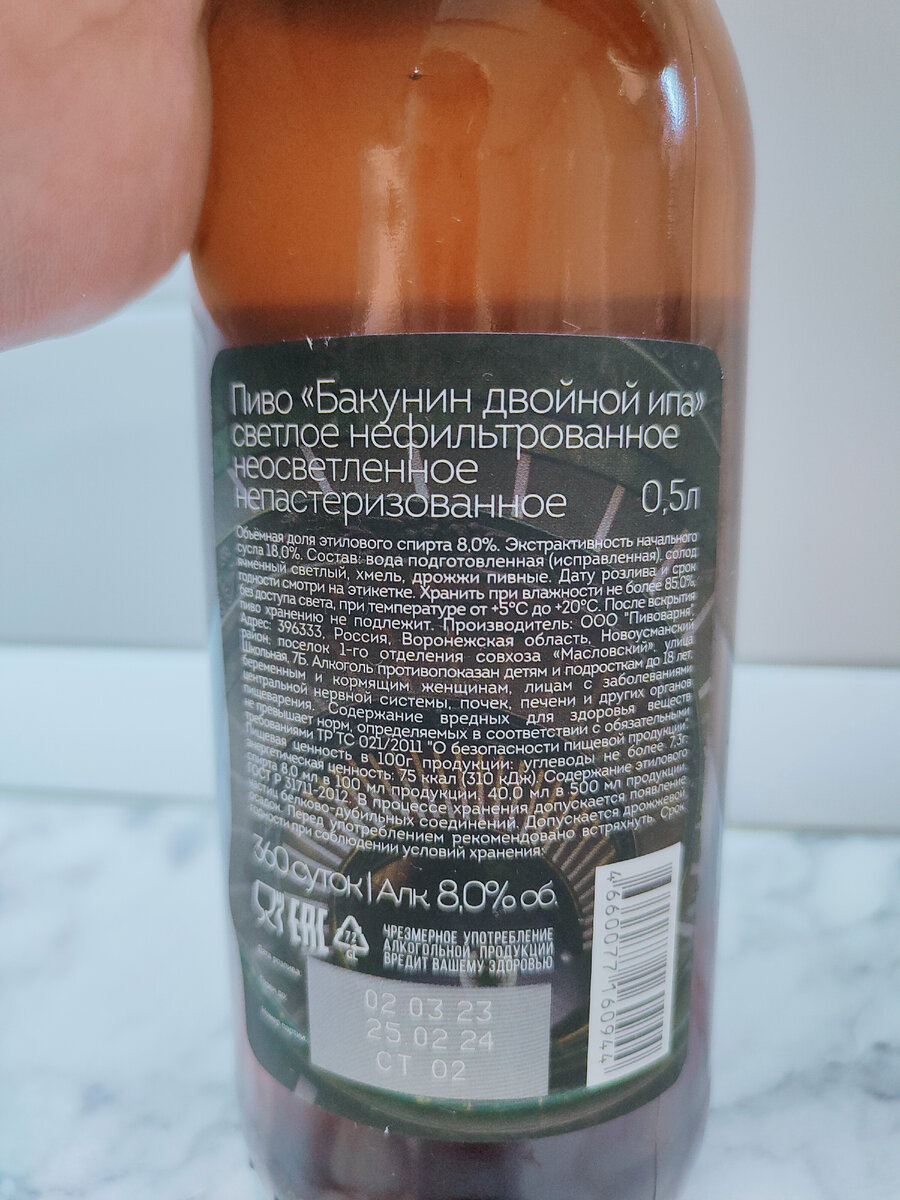 Пиво «Бакунин двойной ипа»
светлое нефильтрованное
неосветленное
непастеризованное 0,5л
Объёмная доля этилового спирта 8,0%. Экстрактивность начального
сусла 18,0%. Состав: вода подготовленная (исправленная), солод
ячменный светлый, хмель, дрожжи пивные. Дату розлива и срок
годности смотри на этикетке. Хранить при влажности не более 85,0%,
без доступа света, при температуре от +5°С до +20°С. После вскрытия
пиво хранению не подлежит. Производитель: ООО "Пивоварня".
Адрес: 396333, Россия, Воронежская область, Новоусманский
район, поселок 1-го отделения совхоза «Масловский», улица
Школьная, 7Б. Алкоголь противопоказан детям и подросткам до 18 лет,
беременным и кормящим женщинам, лицам с заболеваниями
центральной нервной системы, почек, печени и других органов
пищеварения. Содержание вредных для здоровья веществ
не превышает норм, определяемых в соответствии с обязательными
требованиями ТР ТС 021/2011 "О безопасности пищевой продукции".
Пищевая ценность в 100г продукции: углеводы не более 7,3г,
энергетическая ценность: 75 ккал (310 кДж). Содержание этилового
спирта 8,0 мл в 100 мл продукции, 40,0 мл в 500 мл продукции.
ГОСТ Р 31711-2012. В процессе хранения допускается появление
частиц белково-дубильных соединений. Допускается дрожжевой
осадок. Перед употреблением рекомендовано встряхнуть. Срок
годности при соблюдении условий хранения:
360 суток | Алк. 8,0% об.
EAC
72
GL
ЧРЕЗМЕРНОЕ УПОТРЕБЛЕНИЕ
АЛКОГОЛЬНОЙ ПРОДУКЦИИ
ВРЕДИТ ВАШЕМУ ЗДОРОВЬЮ
Дата розлива
02 03 23
25 02 24
СТ 02
4660077160944